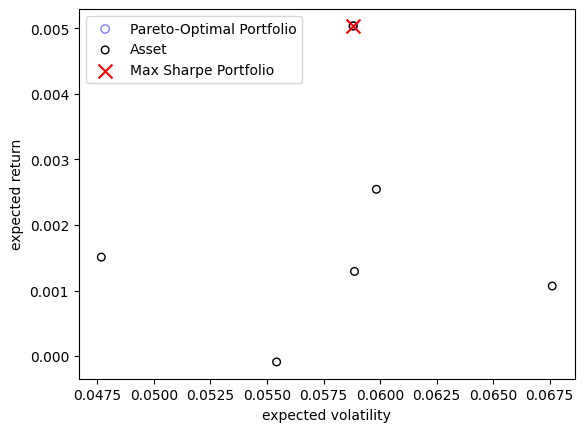 Pareto-Optimal Portfolio
Asset
Max Sharpe Portfolio
expected return
0.005
0.004
0.003
0.002
0.001
0.000
0.0475 0.0500 0.0525 0.0550 0.0575 0.0600 0.0625 0.0650 0.0675
expected volatility